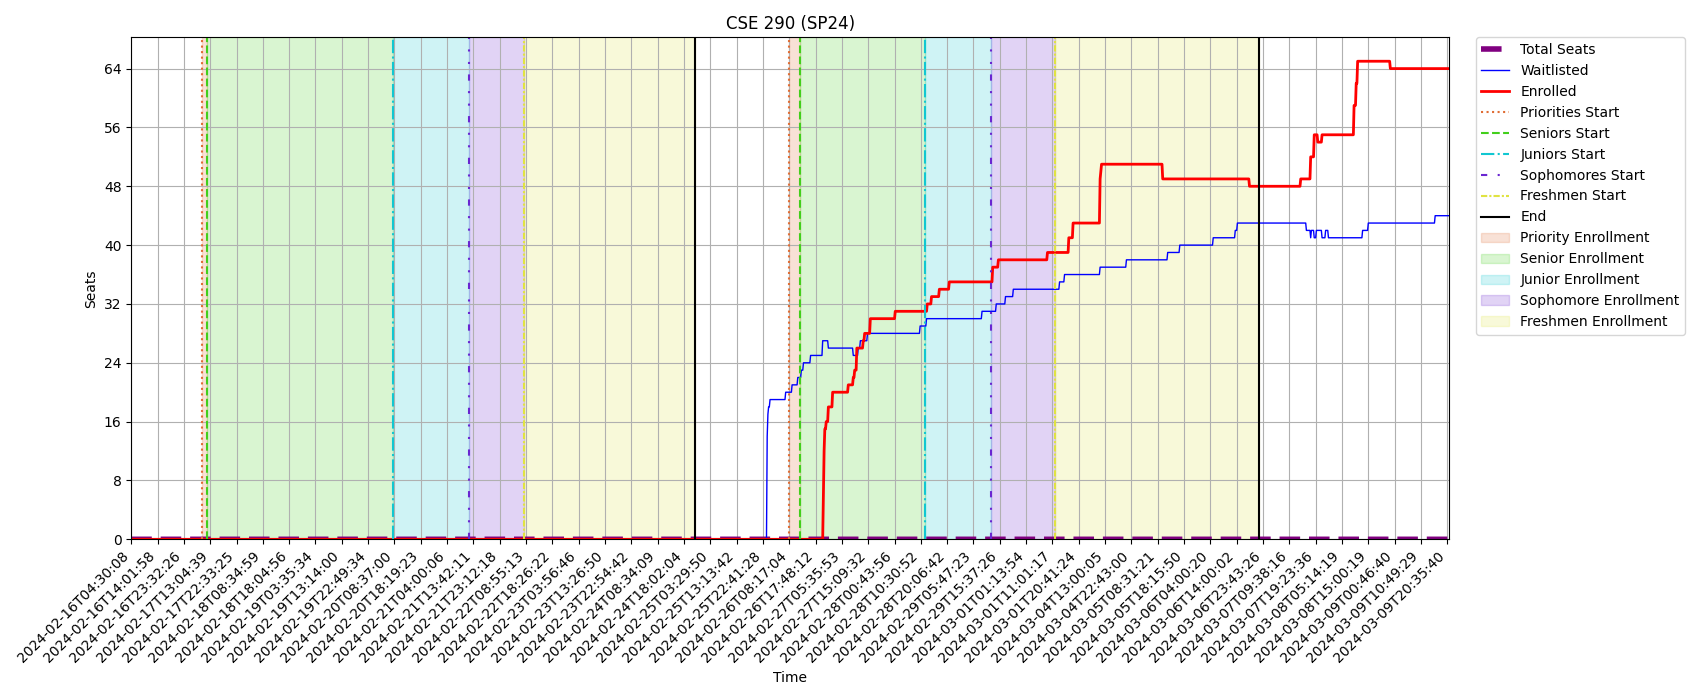 CSE 290 (SP24)
Seats
64
56
48
40
32
24
16
8
0
2024-02-16T04:30:08
2024-02-16T14:01:58
2024-02-16T23:32:26
2024-02-17T13:04:39
2024-02-17T22:33:25
2024-02-18T08:34:59
2024-02-18T18:04:56
2024-02-19T03:35:34
2024-02-19T13:14:00
2024-02-19T22:49:34
2024-02-20T08:37:00
2024-02-20T18:19:23
2024-02-21T04:00:06
2024-02-21T13:42:11
2024-02-21T23:12:18
2024-02-22T08:55:13
2024-02-22T18:26:22
2024-02-23T03:56:46
2024-02-23T13:26:50
2024-02-23T22:54:42
2024-02-24T08:34:09
2024-02-24T18:02:04
2024-02-25T03:29:50
2024-02-25T13:13:42
2024-02-25T22:41:28
2024-02-26T08:17:04
2024-02-26T17:48:12
2024-02-27T05:35:53
2024-02-27T15:09:32
2024-02-28T00:43:56
2024-02-28T10:30:52
2024-02-28T20:06:42
2024-02-29T05:47:23
2024-02-29T15:37:26
2024-03-01T01:13:54
2024-03-01T11:01:17
2024-03-01T20:41:24
2024-03-04T13:00:05
2024-03-04T22:43:00
2024-03-05T08:31:21
2024-03-05T18:15:50
2024-03-06T04:00:20
2024-03-06T14:00:02
2024-03-06T23:43:26
2024-03-07T09:38:16
2024-03-07T19:23:36
2024-03-08T05:14:19
2024-03-08T15:00:19
2024-03-09T00:46:40
2024-03-09T10:49:29
2024-03-09T20:35:40
Time
Total Seats
Waitlisted
Enrolled
Priorities Start
Seniors Start
Juniors Start
Sophomores Start
Freshmen Start
End
Priority Enrollment
Senior Enrollment
Junior Enrollment
Sophomore Enrollment
Freshmen Enrollment